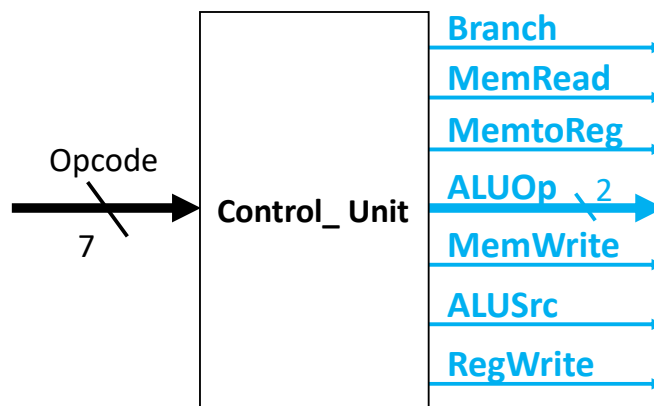 Opcode
7
Control_ Unit
Branch
MemRead
MemtoReg
ALUOp
2
MemWrite
ALUSrc
RegWrite